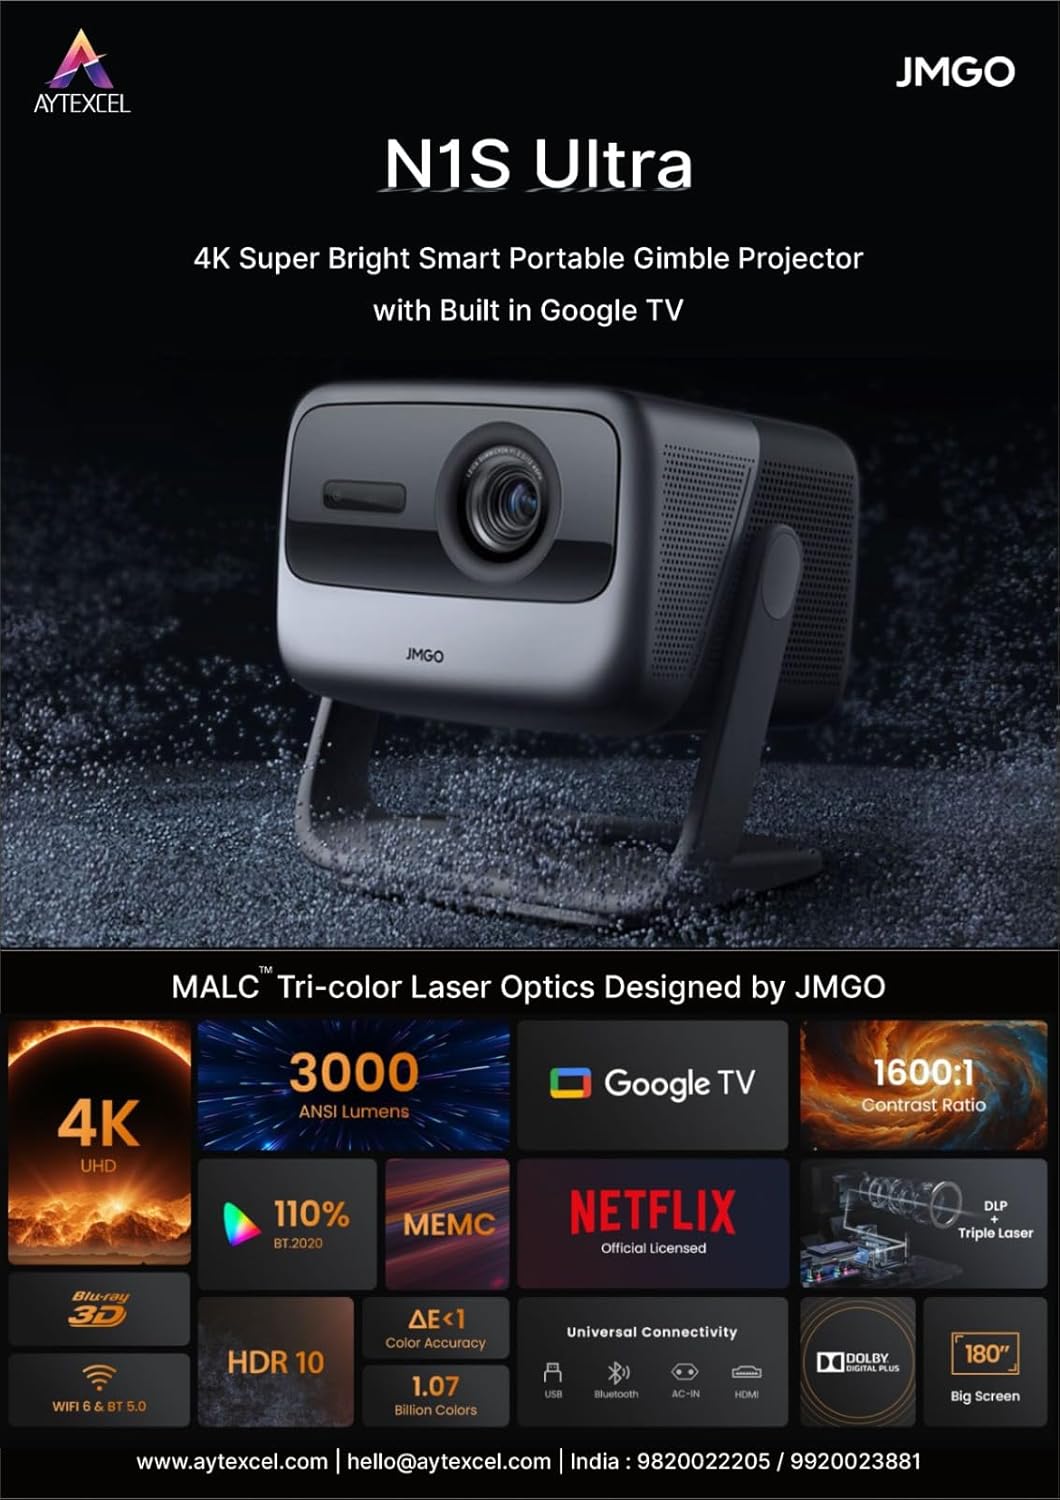 AYTEXCEL
JMGO
N1S Ultra
4K Super Bright Smart Portable Gimble Projector
with Built in Google TV
JMGO
MALC™ Tri-color Laser Optics Designed by JMGO
4K
UHD
3000
ANSI Lumens
Google TV
1600:1
Contrast Ratio
110%
BT.2020
MEMC
NETFLIX
Official Licensed
DLP
+
Triple Laser
Blu-ray
3D
WIFI 6 & BT 5.0
HDR 10
ΔE<1
Color Accuracy
1.07
Billion Colors
Universal Connectivity
USB
Bluetooth
AC-IN
HDMI
DOLBY
DIGITAL PLUS
180"
Big Screen
www.aytexcel.com | hello@aytexcel.com | India : 9820022205 / 9920023881